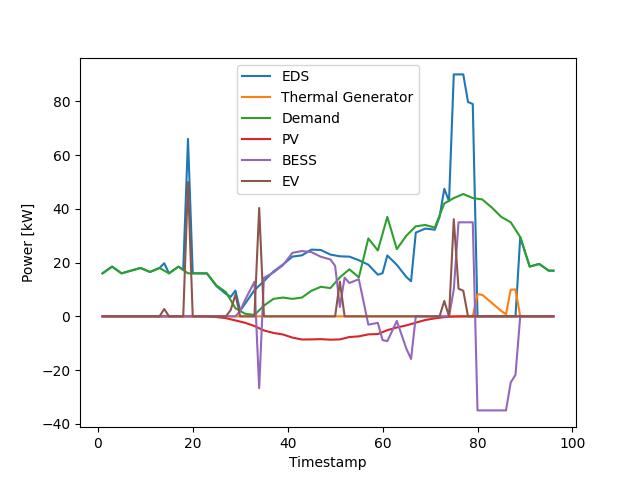 EDS
Thermal Generator
Demand
PV
BESS
EV
Power [kW]
80
60
40
20
0
−20
−40
0 20 40 60 80 100
Timestamp